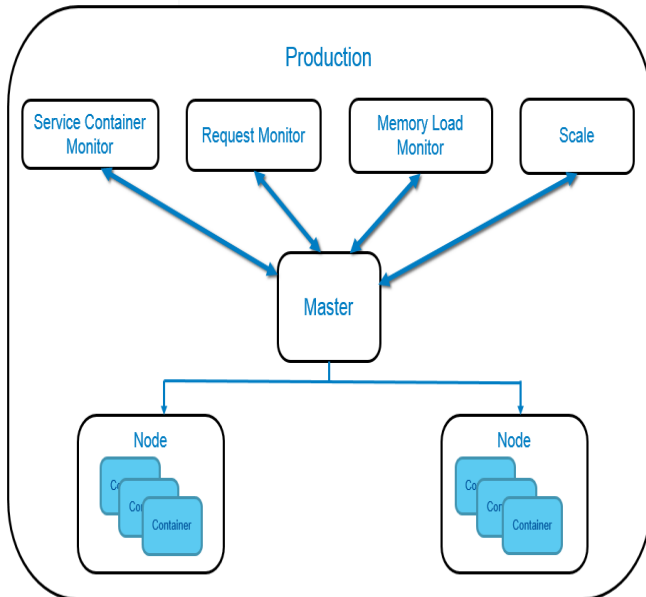 Production
Service Container
Monitor
Request Monitor
Memory Load
Monitor
Scale
Master
Node
Container
Node
Container